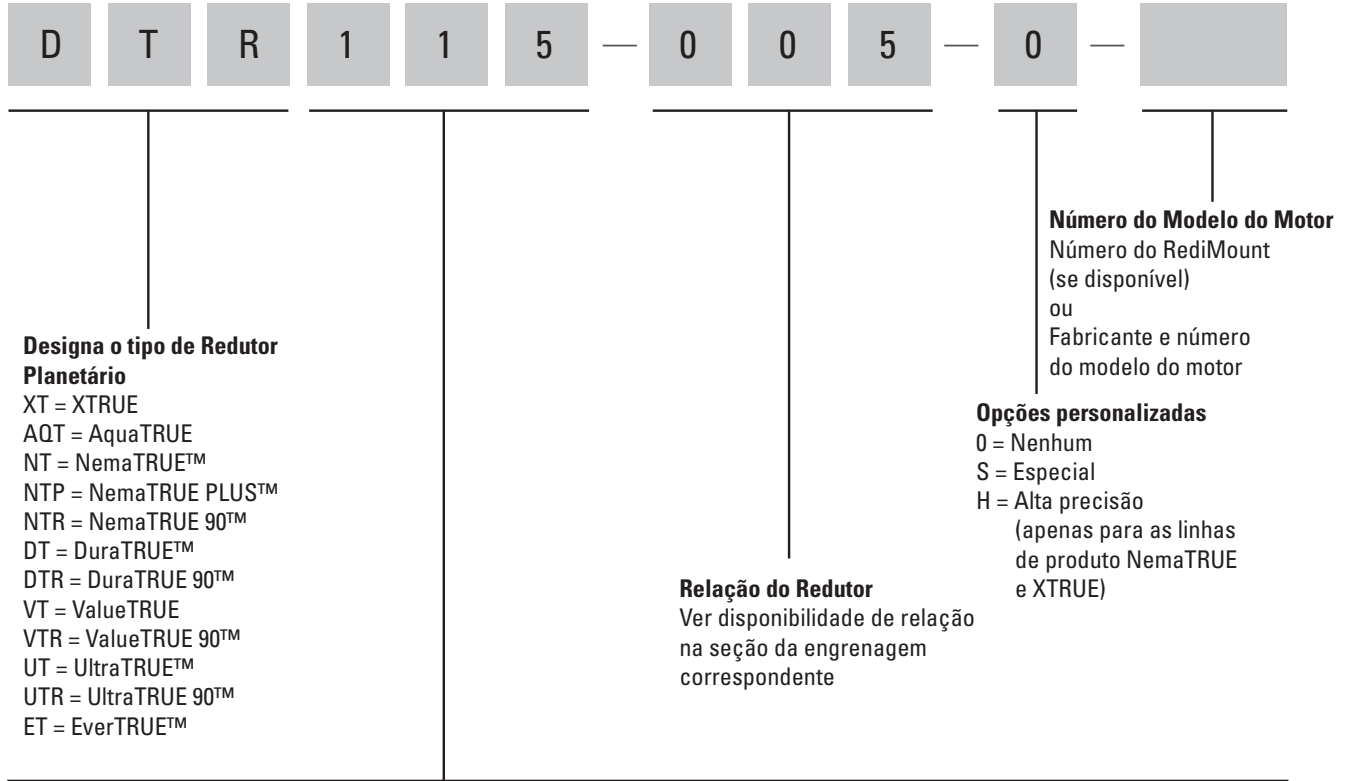 D T R 1 1 5 — 0 0 5 — 0 —
Número do Modelo do Motor
Número do RediMount
(se disponível)
ou
Fabricante e número
do modelo do motor
Designa o tipo de Redutor
Planetário
XT = XTRUE
AQT = AquaTRUE
NT = NemaTRUE™
NTP = NemaTRUE PLUS™
NTR = NemaTRUE 90™
DT = DuraTRUE™
DTR = DuraTRUE 90™
VT = ValueTRUE
VTR = ValueTRUE 90™
UT = UltraTRUE™
UTR = UltraTRUE 90™
ET = EverTRUE™
Relação do Redutor
Ver disponibilidade de relação
na seção da engrenagem
correspondente
Opções personalizadas
0 = Nenhum
S = Especial
H = Alta precisão
(apenas para as linhas
de produto NemaTRUE
e XTRUE)